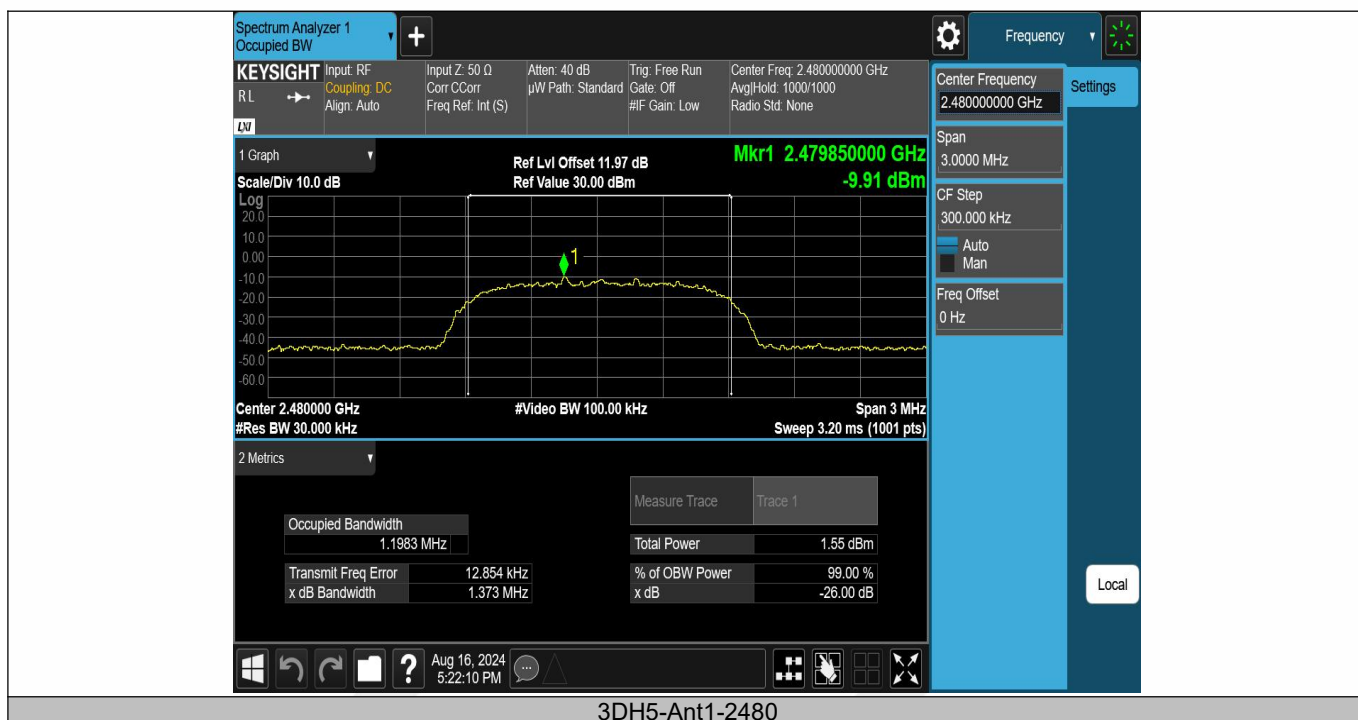 Spectrum Analyzer 1
Occupied BW
+
Frequency
KEYSIGHT
R L
LXI
Input: RF
Coupling: DC
Align: Auto
Input Z: 50 Ω
Corr CCorr
Freq Ref: Int (S)
Atten: 40 dB
µW Path: Standard
Trig: Free Run
Gate: Off
#IF Gain: Low
Center Freq: 2.480000000 GHz
Avg|Hold: 1000/1000
Radio Std: None
Center Frequency
2.480000000 GHz
Settings
Span
3.0000 MHz
CF Step
300.000 kHz
Auto
Man
Freq Offset
0 Hz
Local
1 Graph
Scale/Div 10.0 dB
Ref Lvl Offset 11.97 dB
Ref Value 30.00 dBm
Mkr1 2.479850000 GHz
-9.91 dBm
Log
20.0
10.0
0.00
-10.0
-20.0
-30.0
-40.0
-50.0
-60.0
1
Center 2.480000 GHz
#Video BW 100.00 kHz
Span 3 MHz
#Res BW 30.000 kHz
Sweep 3.20 ms (1001 pts)
2 Metrics
Measure Trace
Trace 1
Occupied Bandwidth
1.1983 MHz
Total Power
1.55 dBm
Transmit Freq Error
12.854 kHz
% of OBW Power
99.00 %
x dB Bandwidth
1.373 MHz
x dB
-26.00 dB
?
Aug 16, 2024
5:22:10 PM
3DH5-Ant1-2480